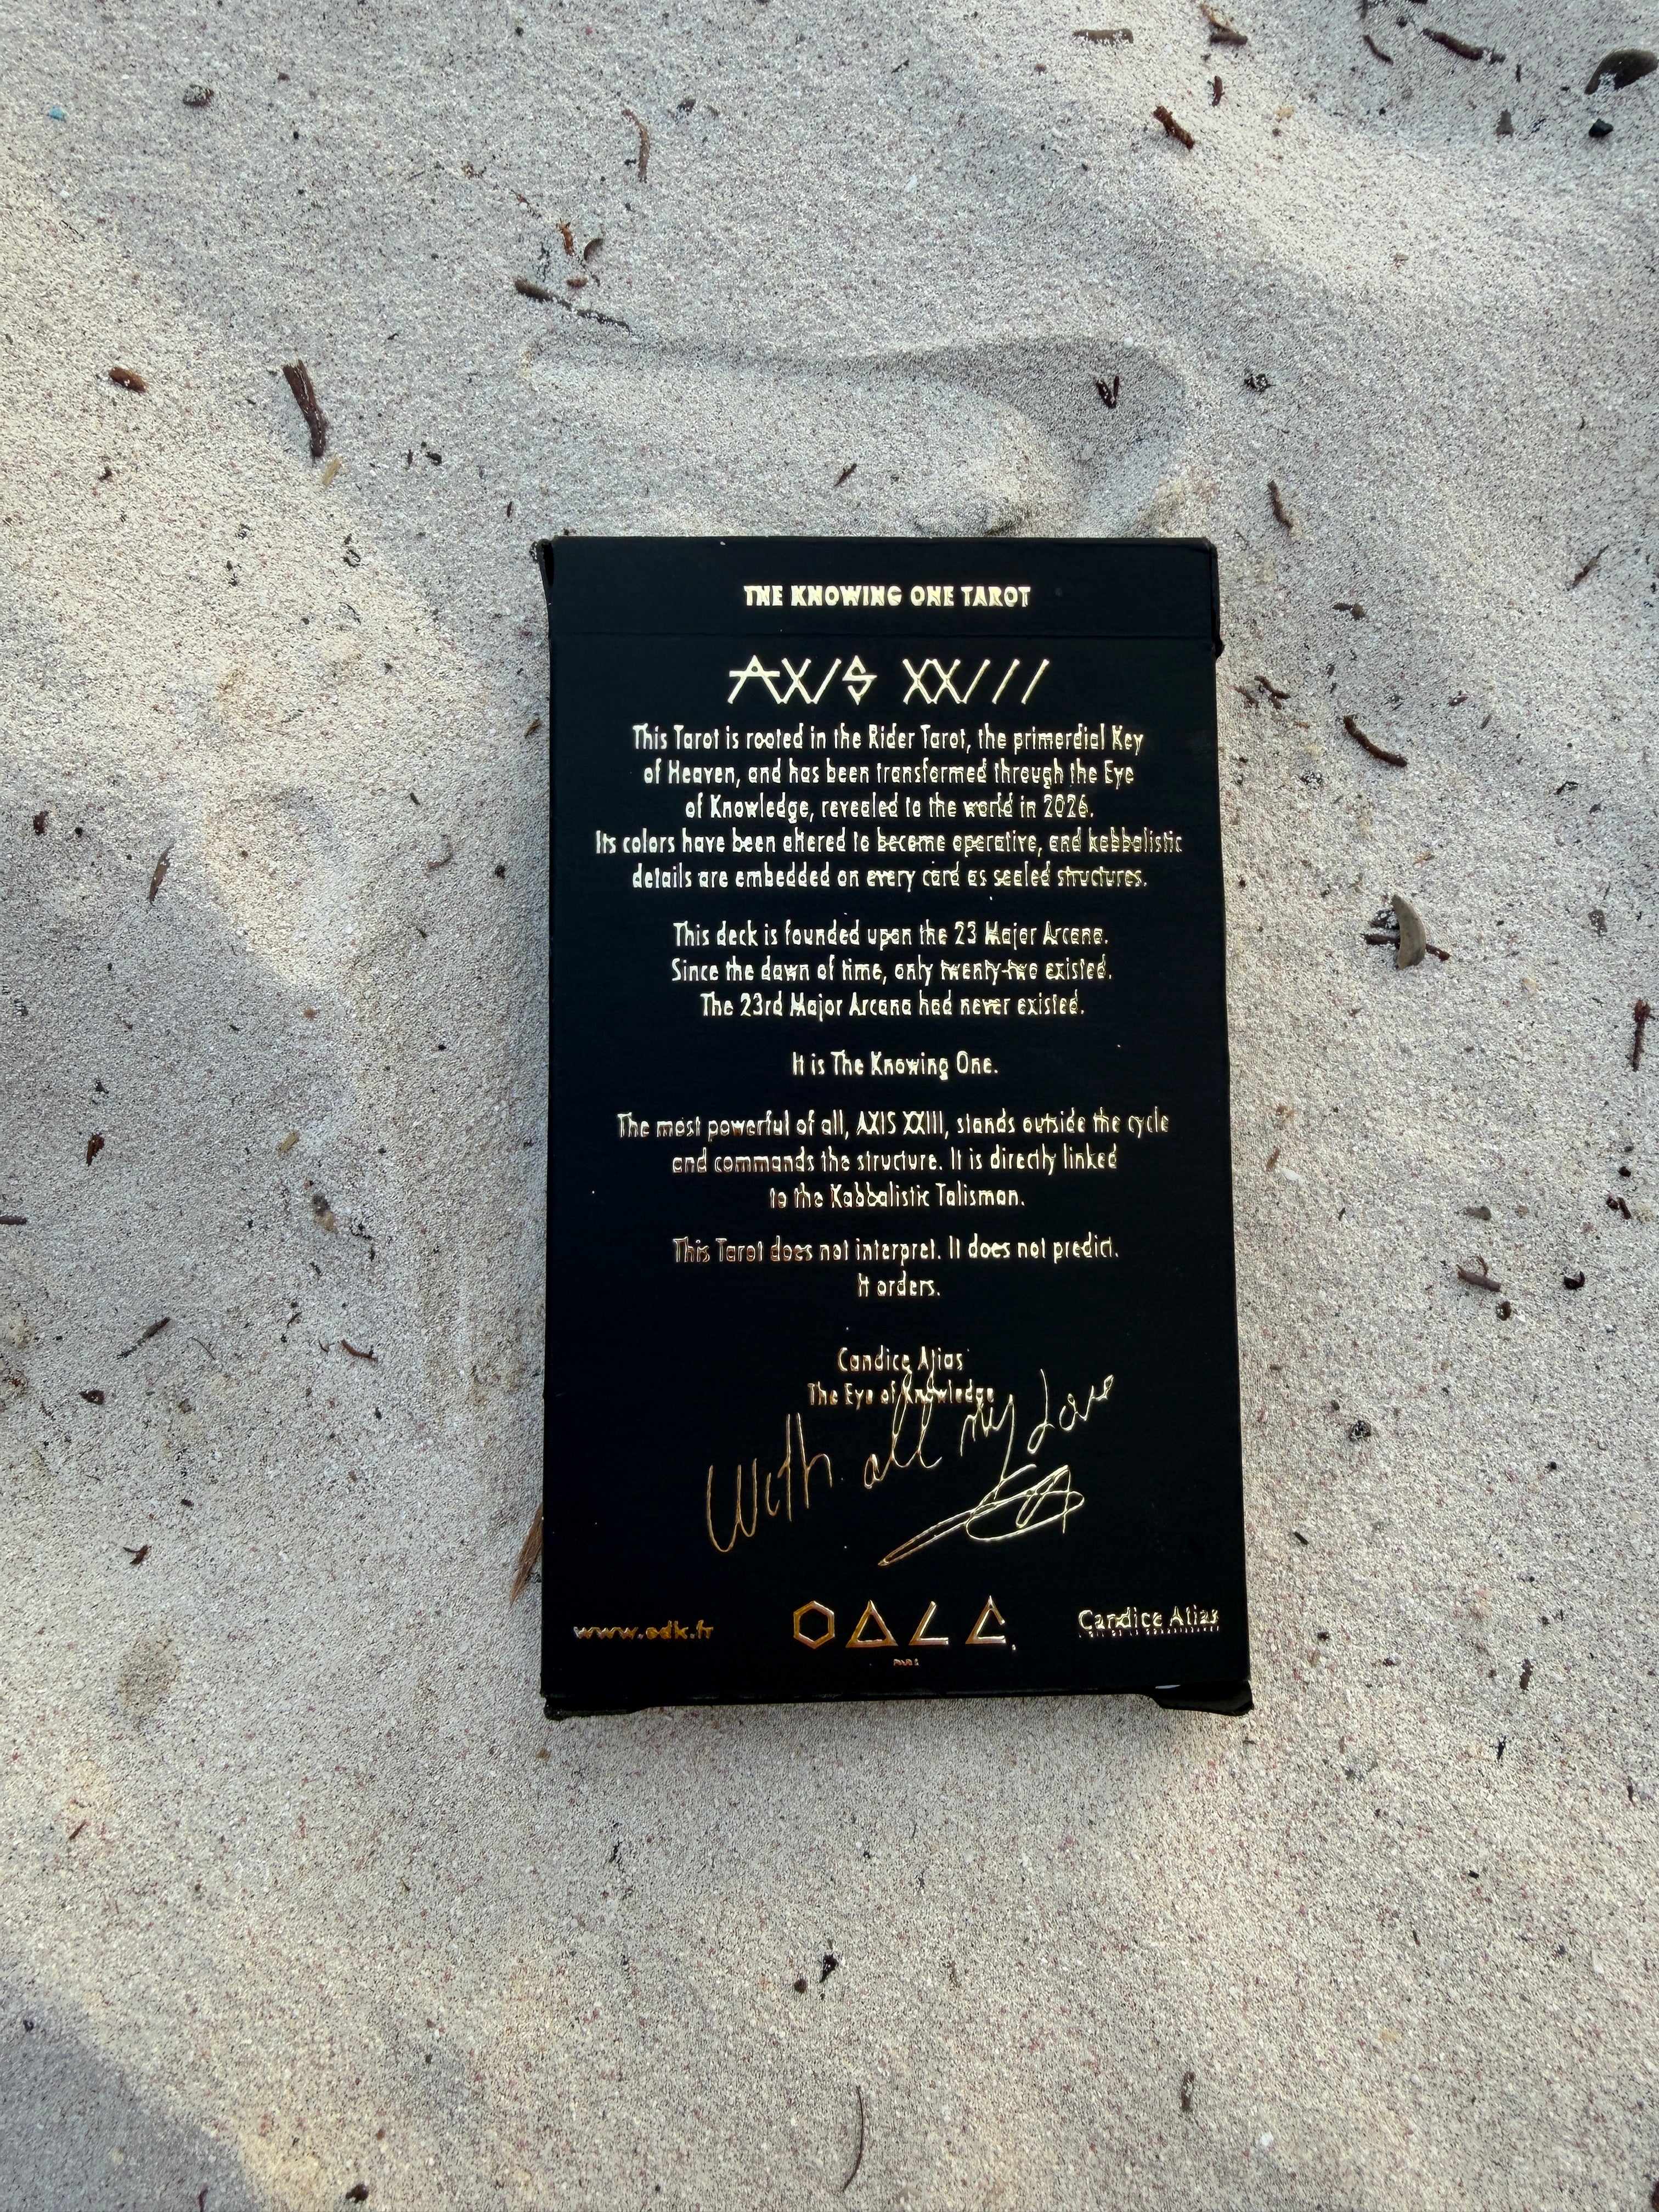 THE KNOWING ONE TAROT
AXIS XXIII
This Tarot is rooted in the Rider Tarot, the primordial Key
of Heaven, and has been transformed through the Eye
of Knowledge, revealed to the world in 2026.
Its colors have been altered to become operative, and kabbalistic
details are embedded on every card as sealed structures.
This deck is founded upon the 23 Major Arcana.
Since the dawn of time, only twenty-two existed.
The 23rd Major Arcana had never existed.
It is The Knowing One.
The most powerful of all, AXIS XXIII, stands outside the cycle
and commands the structure. It is directly linked
to the Kabbalistic Talisman.
This Tarot does not interpret. It does not predict.
It orders.
Candice Alias
The Eye of Knowledge
With all my Love
www.odk.fr
PARIS
Candice Alias